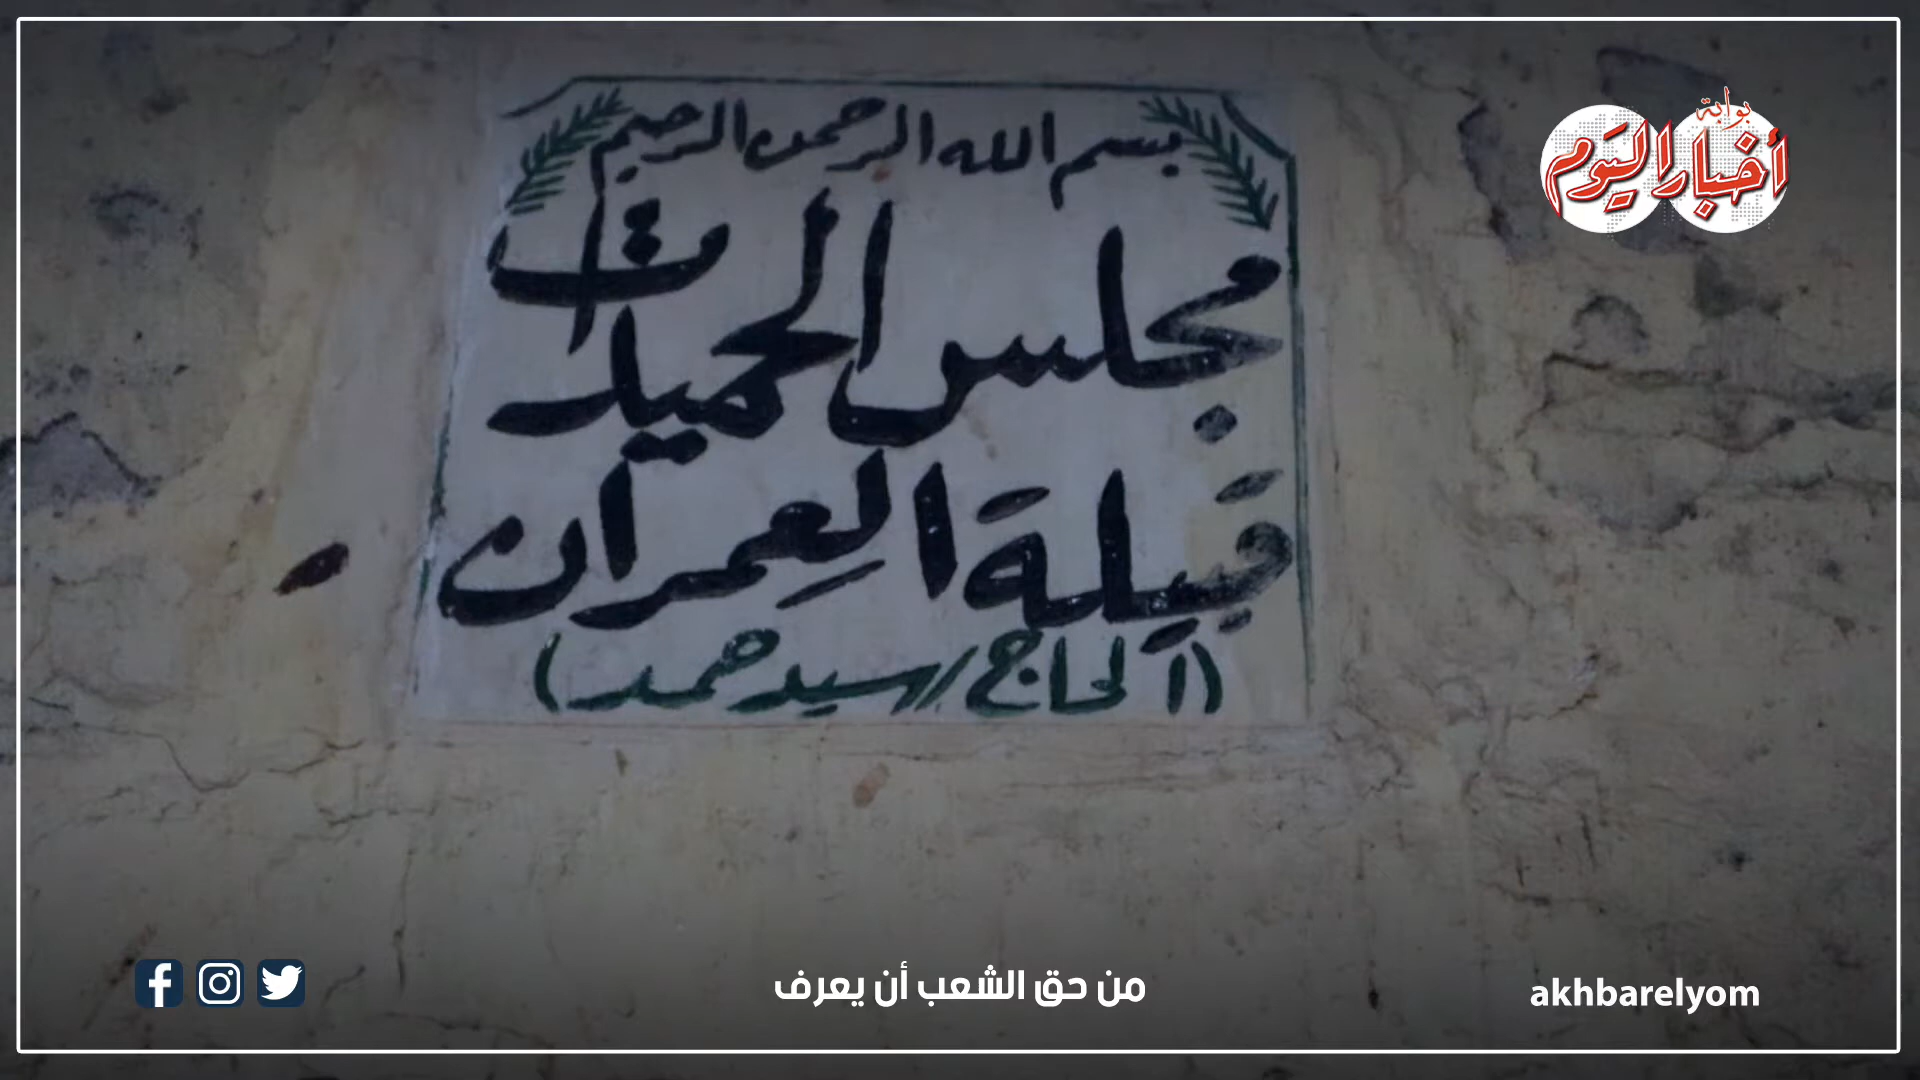 بوابة
أخبار اليوم
بسم الله الرحمن الرحيم
مجلس الحميدات
قبيلة العمران
(الحاج / سيد حمد)
من حق الشعب أن يعرف
akhbarelyom